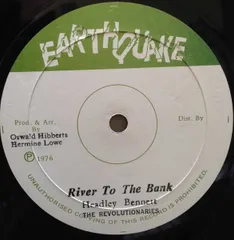 EARTHQUAKE
Prod. & Arr.
By
Oswald Hibberts
Hermine Lowe
Dist. By
℗ 1976
River To The Bank
Headley Bennett
THE REVOLUTIONARIES
UNAUTHORISED COPYING OF THIS RECORD IS PROHIBITED.